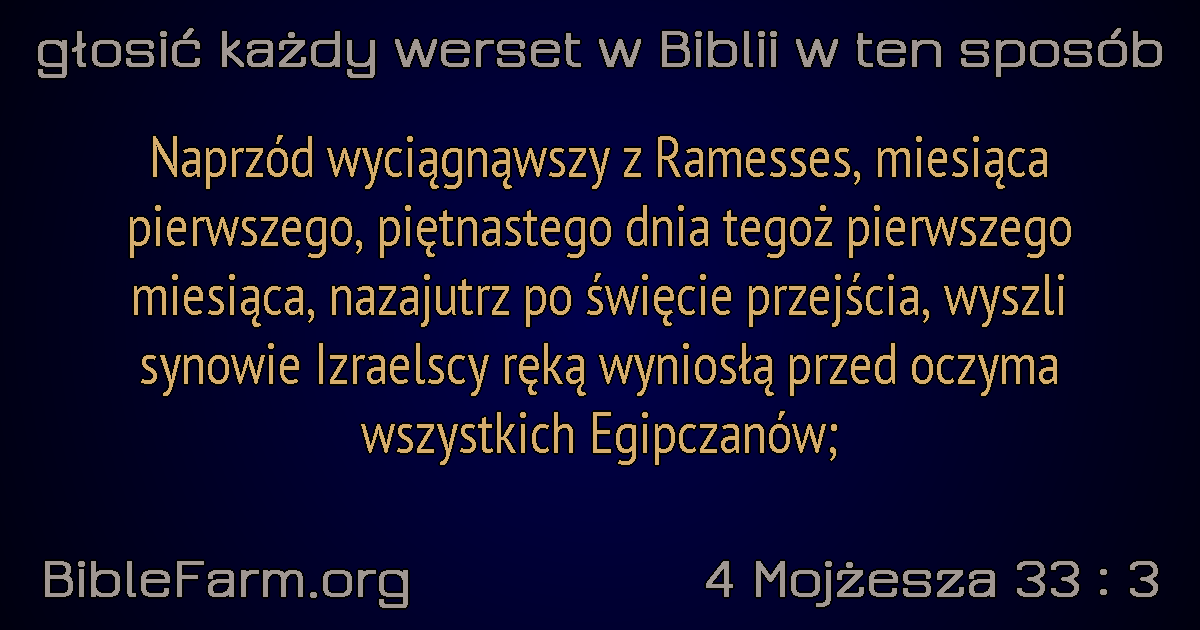 głosić każdy werset w Biblii w ten sposób
Naprzód wyciągnąwszy z Ramesses, miesiąca
pierwszego, piętnastego dnia tegoż pierwszego
miesiąca, nazajutrz po święcie przejścia, wyszli
synowie Izraelscy ręką wyniosłą przed oczyma
wszystkich Egipczanów;
BibleFarm.org
4 Mojżesza 33 : 3